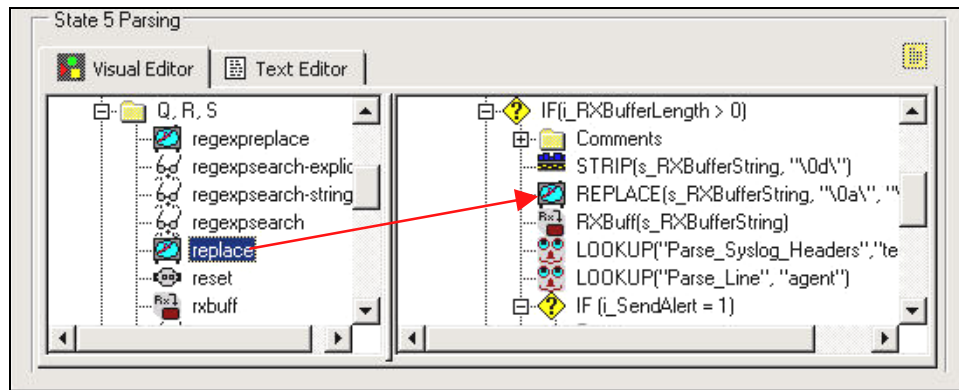 State 5 Parsing
Visual Editor
Text Editor
Q, R, S
regexpreplace
regexpsearch-explic
regexpsearch-string
regexpsearch
replace
reset
rxbuff
IF(i_RXBufferLength > 0)
Comments
STRIP(s_RXBufferString, "\0d\")
REPLACE(s_RXBufferString, "\0a\", "\
RXBuff(s_RXBufferString)
LOOKUP("Parse_Syslog_Headers","te
LOOKUP("Parse_Line", "agent")
IF (i_SendAlert = 1)